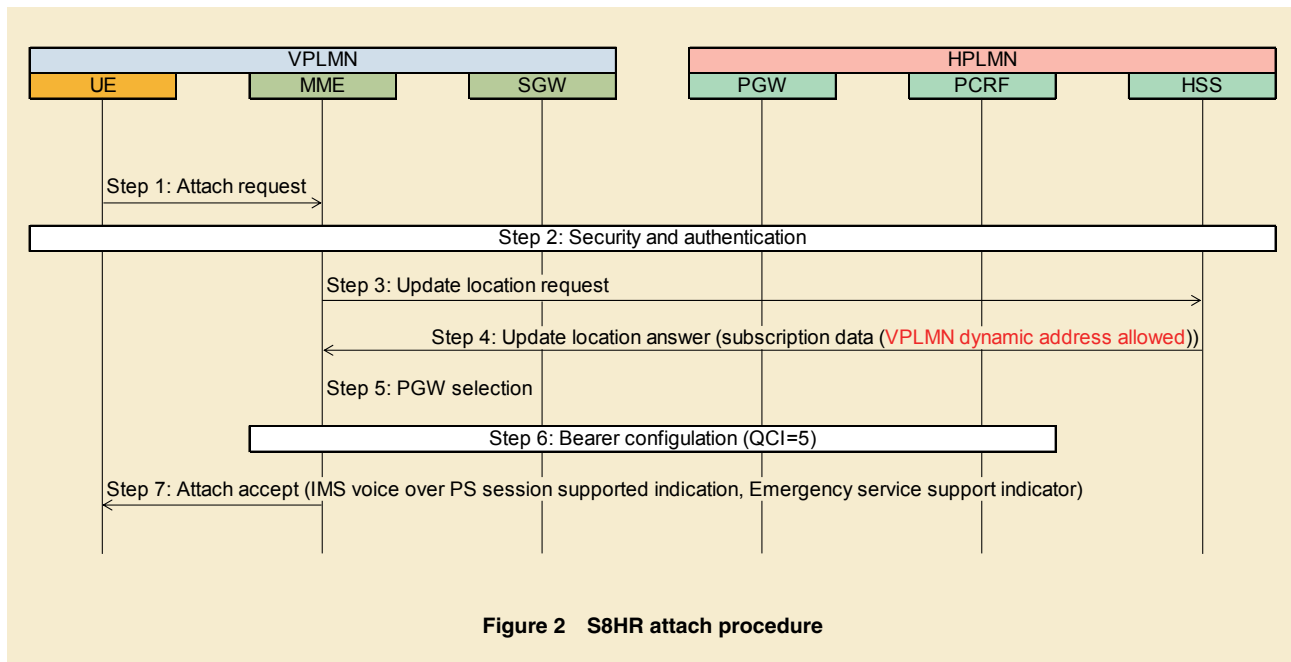 VPLMN
HPLMN
UE
MME
SGW
PGW
PCRF
HSS
Step 1: Attach request
Step 2: Security and authentication
Step 3: Update location request
Step 4: Update location answer (subscription data (VPLMN dynamic address allowed))
Step 5: PGW selection
Step 6: Bearer configulation (QCI=5)
Step 7: Attach accept (IMS voice over PS session supported indication, Emergency service support indicator)
Figure 2 S8HR attach procedure